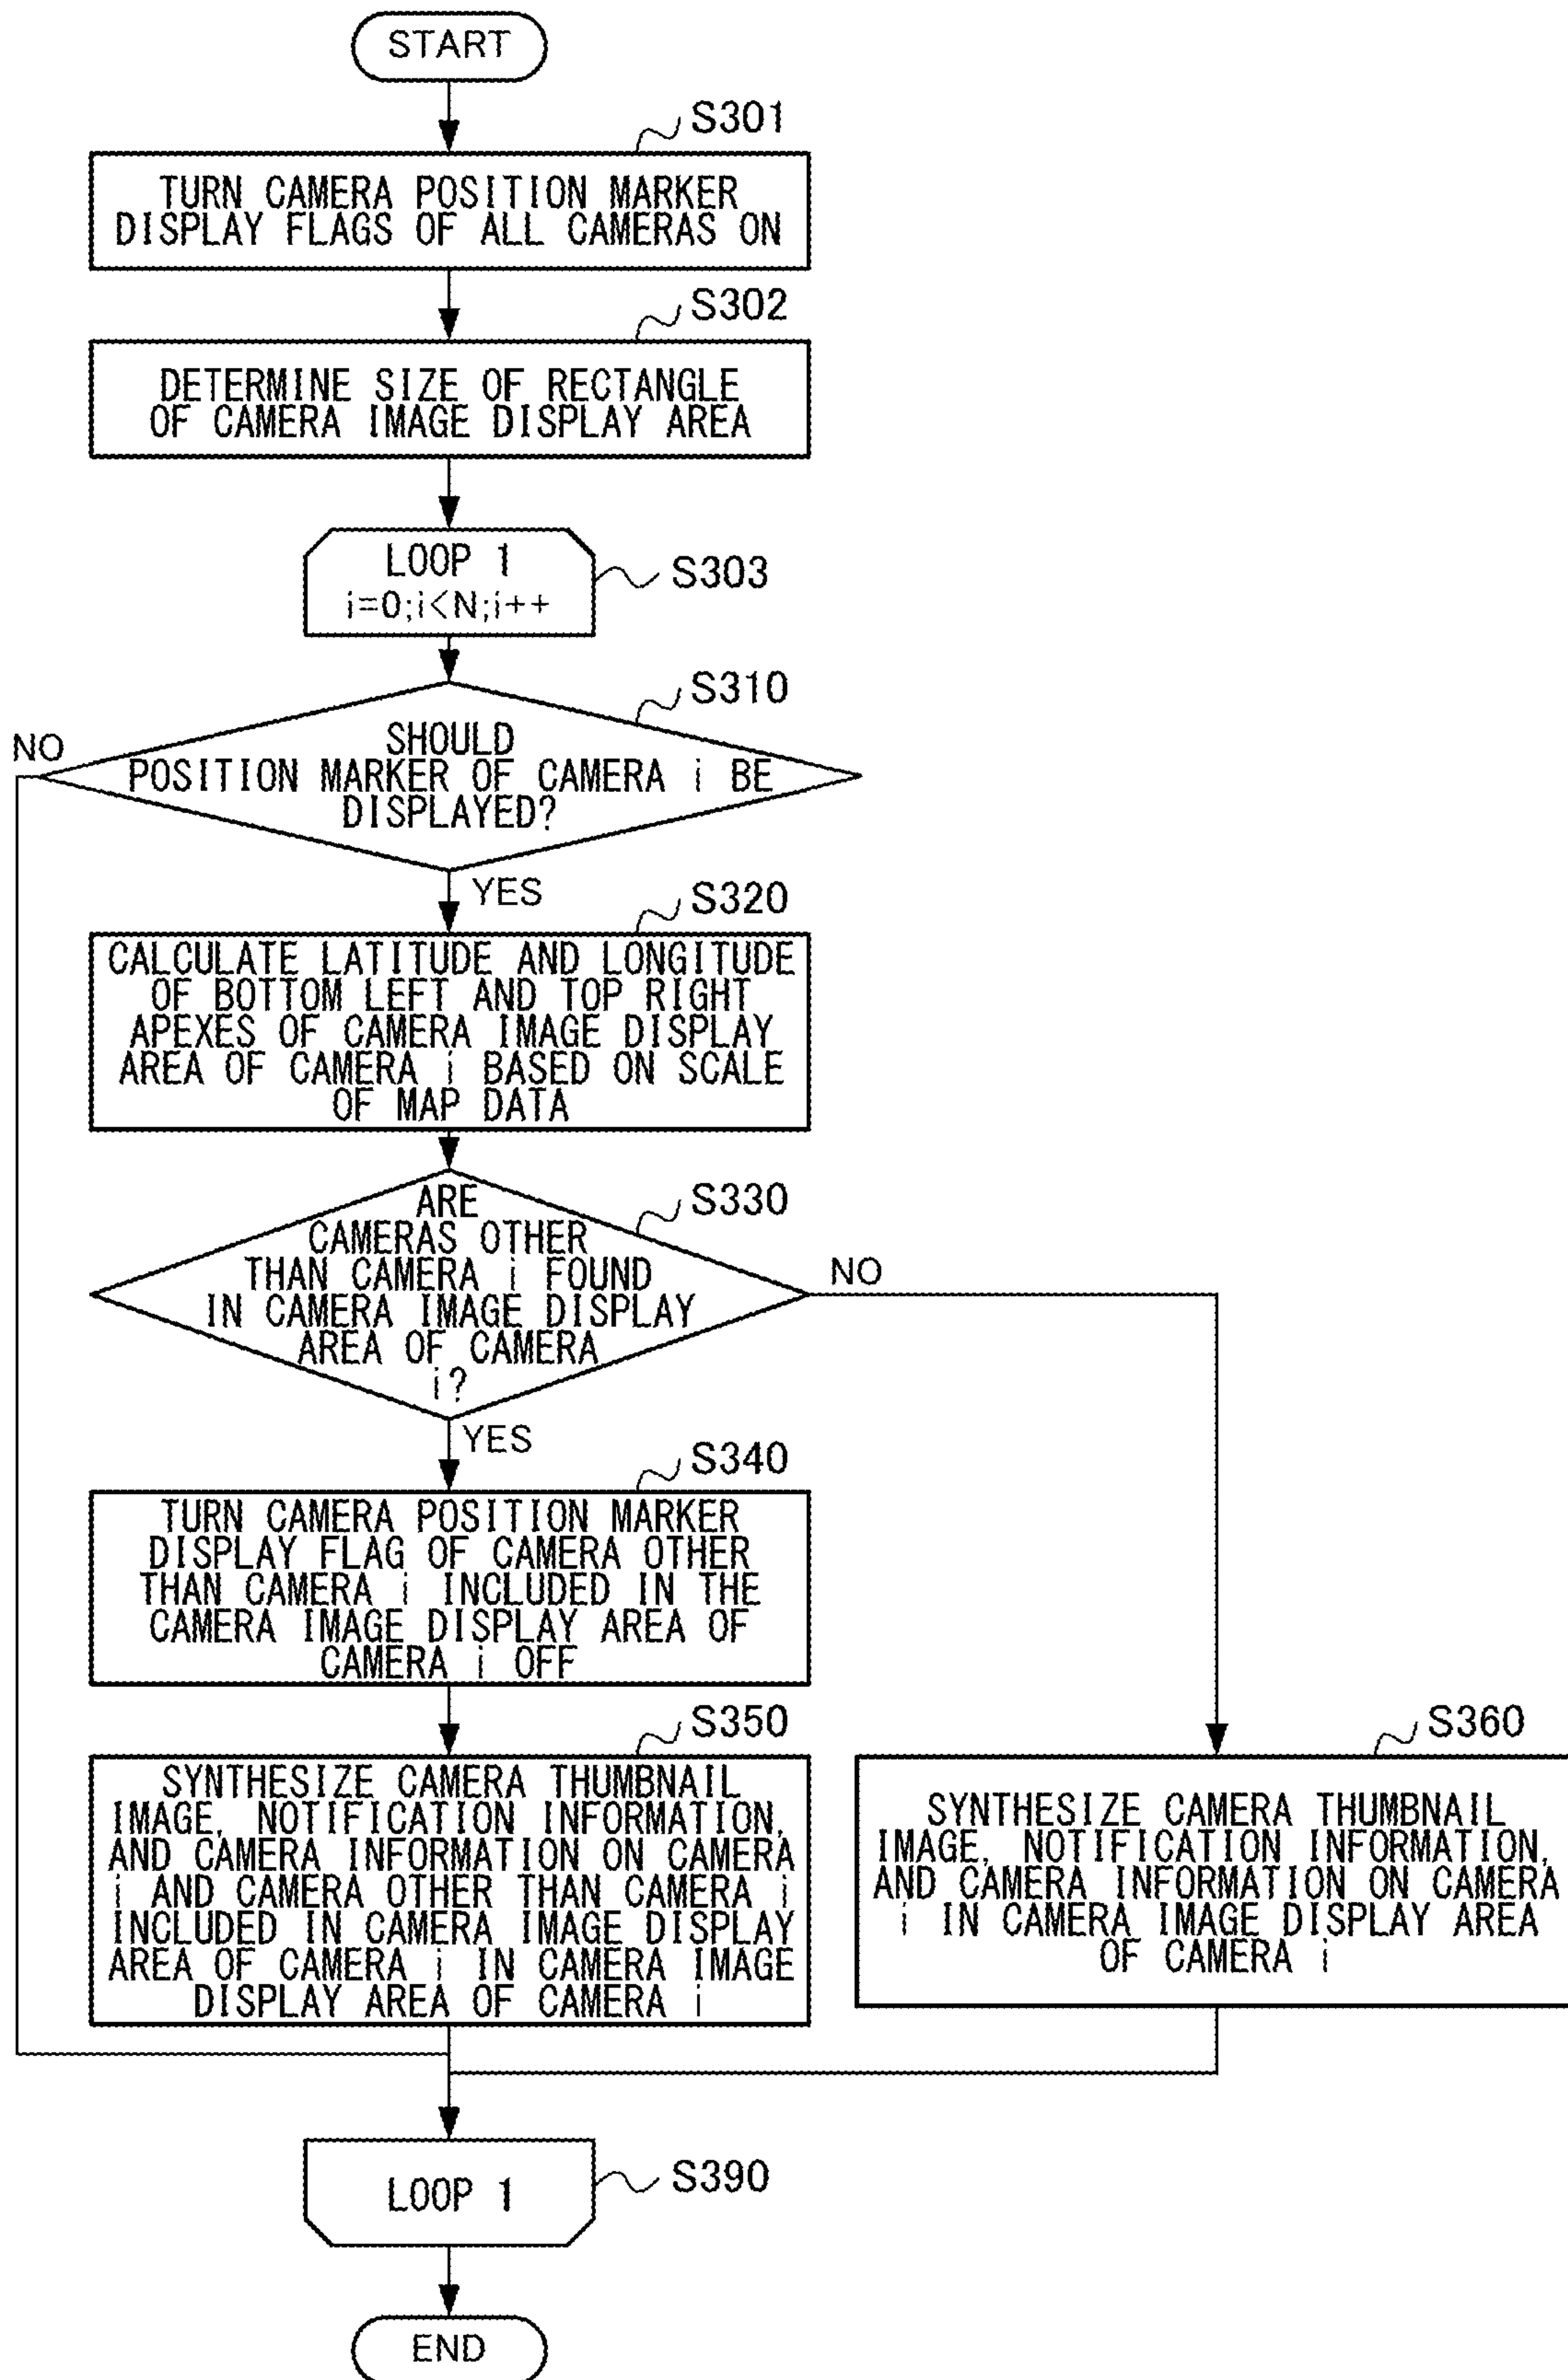 START
S301
TURN CAMERA POSITION MARKER
DISPLAY FLAGS OF ALL CAMERAS ON
S302
DETERMINE SIZE OF RECTANGLE
OF CAMERA IMAGE DISPLAY AREA
LOOP 1
i=0;i<N;i++
S303
S310
NO
SHOULD
POSITION MARKER OF CAMERA i BE
DISPLAYED?
YES
S320
CALCULATE LATITUDE AND LONGITUDE
OF BOTTOM LEFT AND TOP RIGHT
APEXES OF CAMERA IMAGE DISPLAY
AREA OF CAMERA i BASED ON SCALE
OF MAP DATA
S330
ARE
CAMERAS OTHER
THAN CAMERA i FOUND
IN CAMERA IMAGE DISPLAY
AREA OF CAMERA
i?
NO
YES
S340
TURN CAMERA POSITION MARKER
DISPLAY FLAG OF CAMERA OTHER
THAN CAMERA i INCLUDED IN THE
CAMERA IMAGE DISPLAY AREA OF
CAMERA i OFF
S350
SYNTHESIZE CAMERA THUMBNAIL
IMAGE, NOTIFICATION INFORMATION,
AND CAMERA INFORMATION ON CAMERA
i AND CAMERA OTHER THAN CAMERA i
INCLUDED IN CAMERA IMAGE DISPLAY
AREA OF CAMERA i IN CAMERA IMAGE
DISPLAY AREA OF CAMERA i
S360
SYNTHESIZE CAMERA THUMBNAIL
IMAGE, NOTIFICATION INFORMATION,
AND CAMERA INFORMATION ON CAMERA
i IN CAMERA IMAGE DISPLAY AREA
OF CAMERA i
LOOP 1
S390
END